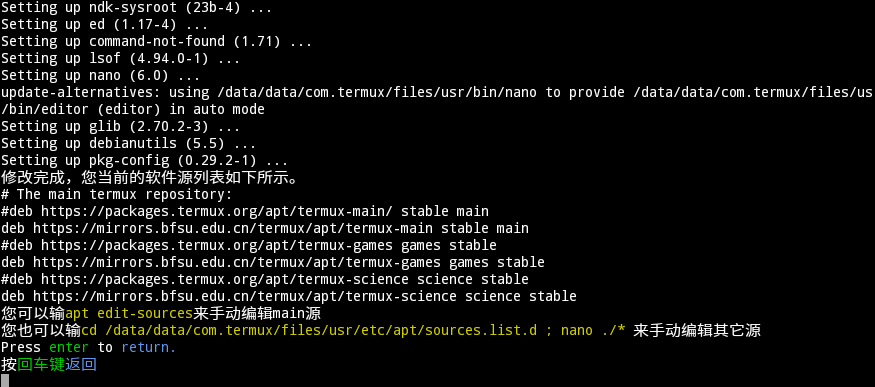 Setting up ndk-sysroot (23b-4) ...
Setting up ed (1.17-4) ...
Setting up command-not-found (1.71) ...
Setting up lsof (4.94.0-1) ...
Setting up nano (6.0) ...
update-alternatives: using /data/data/com.termux/files/usr/bin/nano to provide /data/data/com.termux/files/us
/bin/editor (editor) in auto mode
Setting up glib (2.70.2-3) ...
Setting up debianutils (5.5) ...
Setting up pkg-config (0.29.2-1) ...
修改完成，您当前的软件源列表如下所示。
# The main termux repository:
#deb https://packages.termux.org/apt/termux-main/ stable main
deb https://mirrors.bfsu.edu.cn/termux/apt/termux-main stable main
#deb https://packages.termux.org/apt/termux-games games stable
deb https://mirrors.bfsu.edu.cn/termux/apt/termux-games games stable
#deb https://packages.termux.org/apt/termux-science science stable
deb https://mirrors.bfsu.edu.cn/termux/apt/termux-science science stable
您可以输apt edit-sources来手动编辑main源
您也可以输cd /data/data/com.termux/files/usr/etc/apt/sources.list.d ; nano ./* 来手动编辑其它源
Press enter to return.
按回车键返回